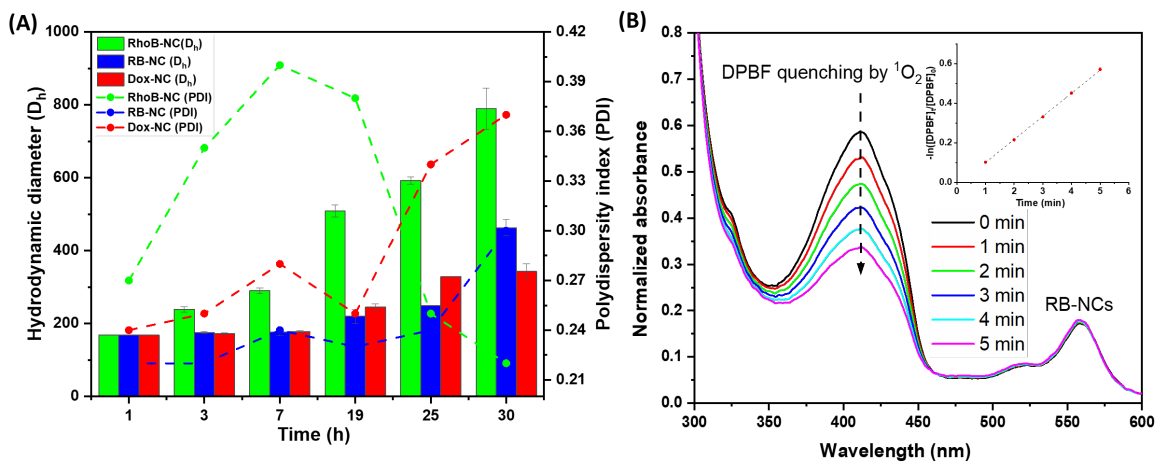 (A)
Hydrodynamic diameter (Dh)
1000
800
600
400
200
0
RhoB-NC(Dh)
RB-NC (Dh)
Dox-NC (Dh)
RhoB-NC (PDI)
RB-NC (PDI)
Dox-NC (PDI)
1 3 7 19 25 30
Time (h)
0.42
0.39
0.36
0.33
0.30
0.27
0.24
0.21
Polydispersity index (PDI)
(B)
Normalized absorbance
0.8
0.7
0.6
0.5
0.4
0.3
0.2
0.1
0.0
DPBF quenching by 1O2
-ln([DPBF]t/[DPBF]0)
0.6
0.4
0.2
0.0
0 1 2 3 4 5 6
Time (min)
0 min
1 min
2 min
3 min
4 min
5 min
RB-NCs
300 350 400 450 500 550 600
Wavelength (nm)